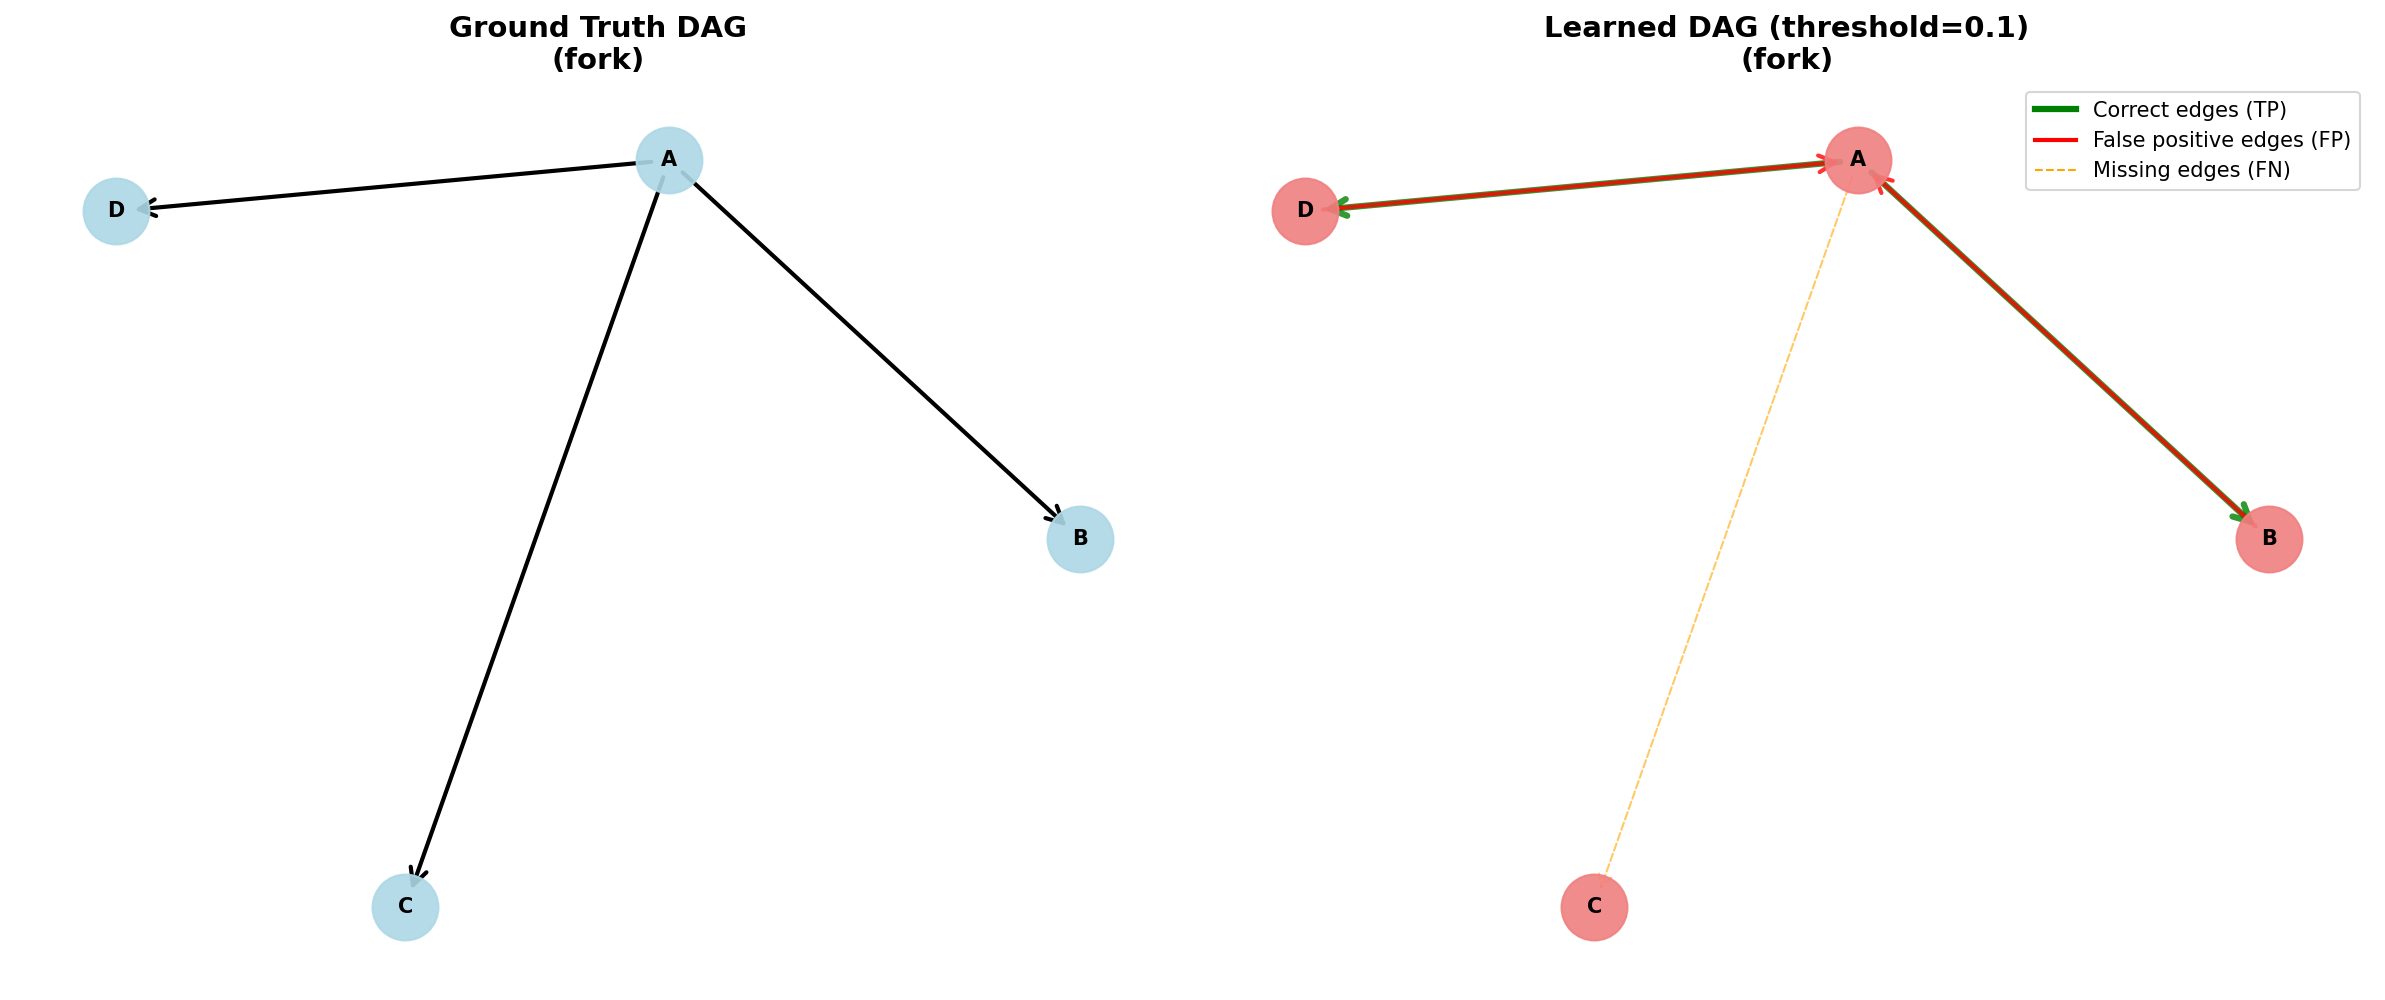 Ground Truth DAG
(fork)
A
D
B
C
Learned DAG (threshold=0.1)
(fork)
Correct edges (TP)
False positive edges (FP)
Missing edges (FN)
A
D
B
C